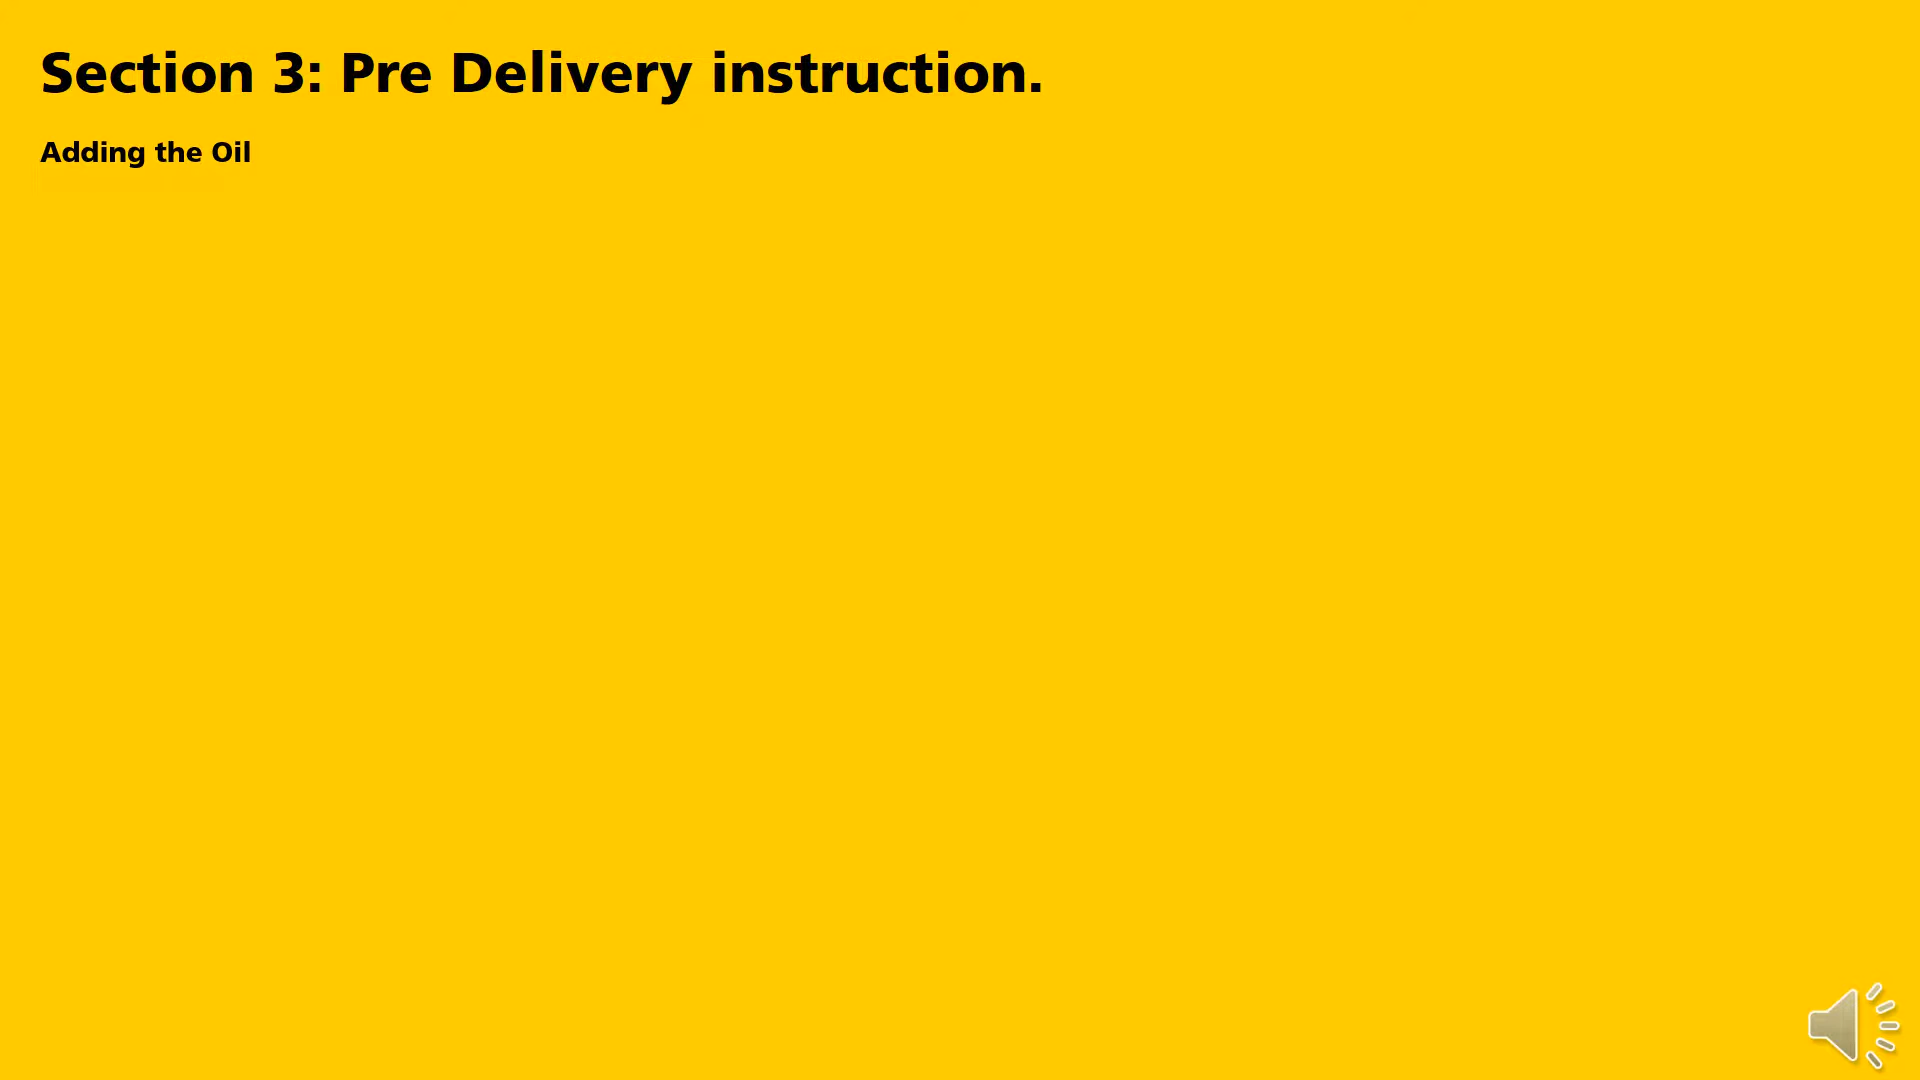 Section 3: Pre Delivery instruction.
Adding the Oil